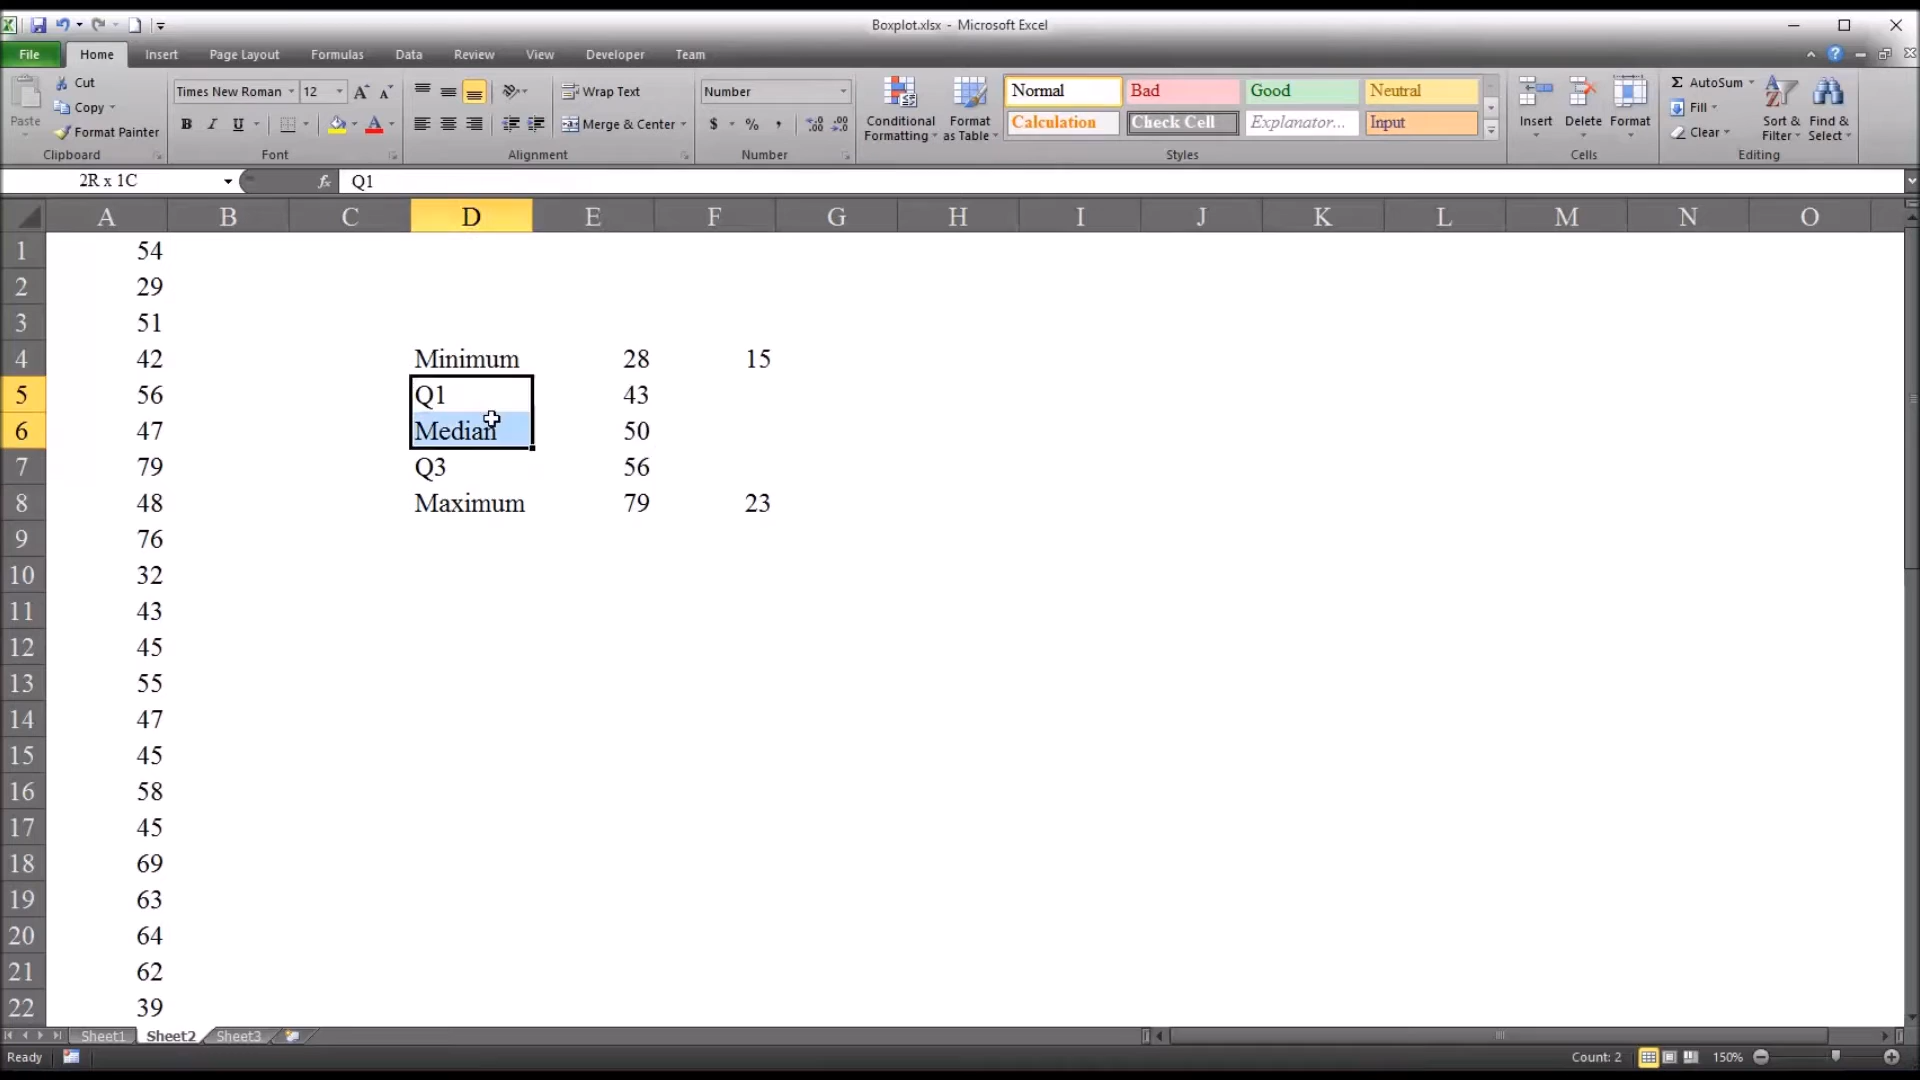 Boxplot.xlsx - Microsoft Excel
File Home Insert Page Layout Formulas Data Review View Developer Team
Paste
Cut
Copy
Format Painter
Clipboard
Times New Roman 12
B I U
Font
Wrap Text
Merge & Center
Alignment
Number
$ % ,
Number
Conditional Formatting
Format as Table
Normal Bad Good Neutral
Calculation Check Cell Explanator... Input
Styles
Insert Delete Format
Cells
Σ AutoSum
Fill
Clear
Sort & Filter
Find & Select
Editing
2R x 1C fx Q1
A B C D E F G H I J K L M N O
1 54
2 29
3 51
4 42 Minimum 28 15
5 56 Q1 43
6 47 Median 50
7 79 Q3 56
8 48 Maximum 79 23
9 76
10 32
11 43
12 45
13 55
14 47
15 45
16 58
17 45
18 69
19 63
20 64
21 62
22 39
Sheet1 Sheet2 Sheet3
Ready Count: 2 150%